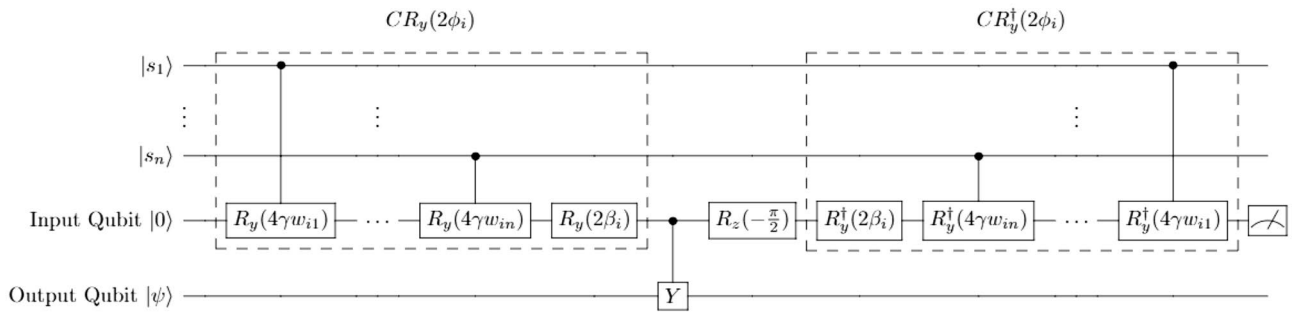 CR_y(2ϕ_i) CR_y^†(2ϕ_i)
|s_1⟩
⋮ ⋮ ⋮
|s_n⟩
Input Qubit |0⟩ R_y(4γw_{i1}) ⋯ R_y(4γw_{in}) R_y(2β_i) R_z(−π/2) R_y^†(2β_i) R_y^†(4γw_{in}) ⋯ R_y^†(4γw_{i1})
Output Qubit |ψ⟩ Y